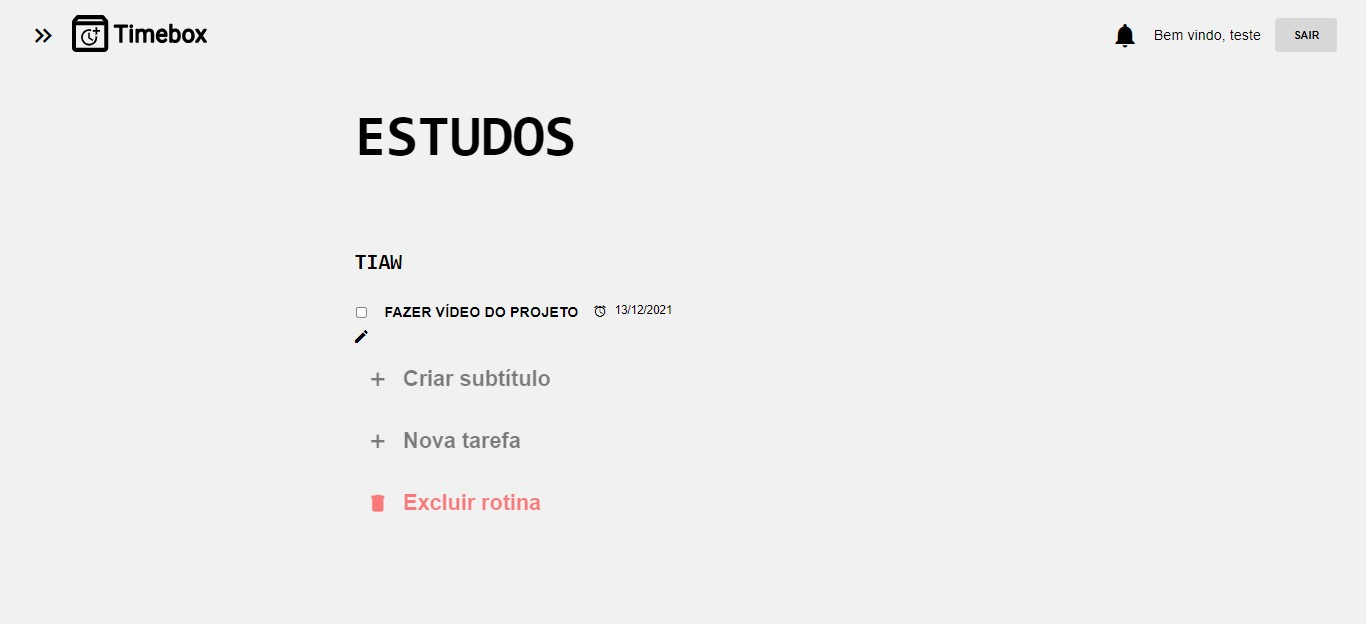 Timebox
Bem vindo, teste
SAIR
ESTUDOS
TIAW
FAZER VÍDEO DO PROJETO 13/12/2021
Criar subtítulo
Nova tarefa
Excluir rotina